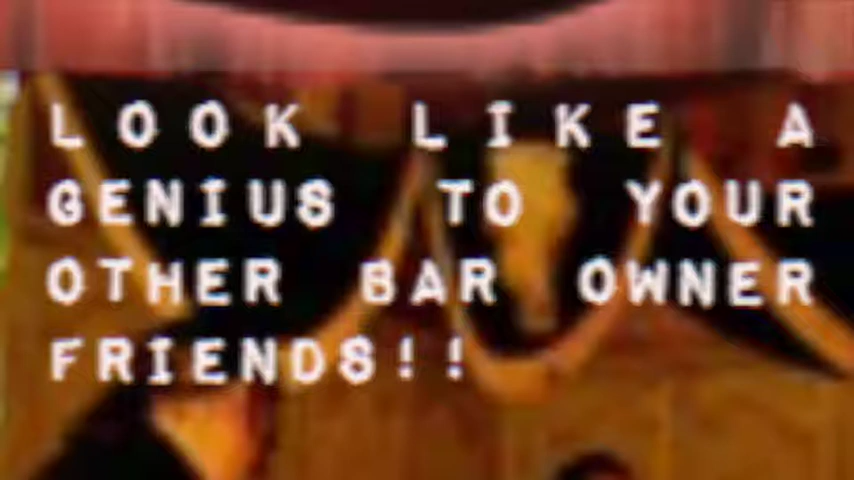 LOOK LIKE A
GENIUS TO YOUR
OTHER BAR OWNER
FRIENDS!!